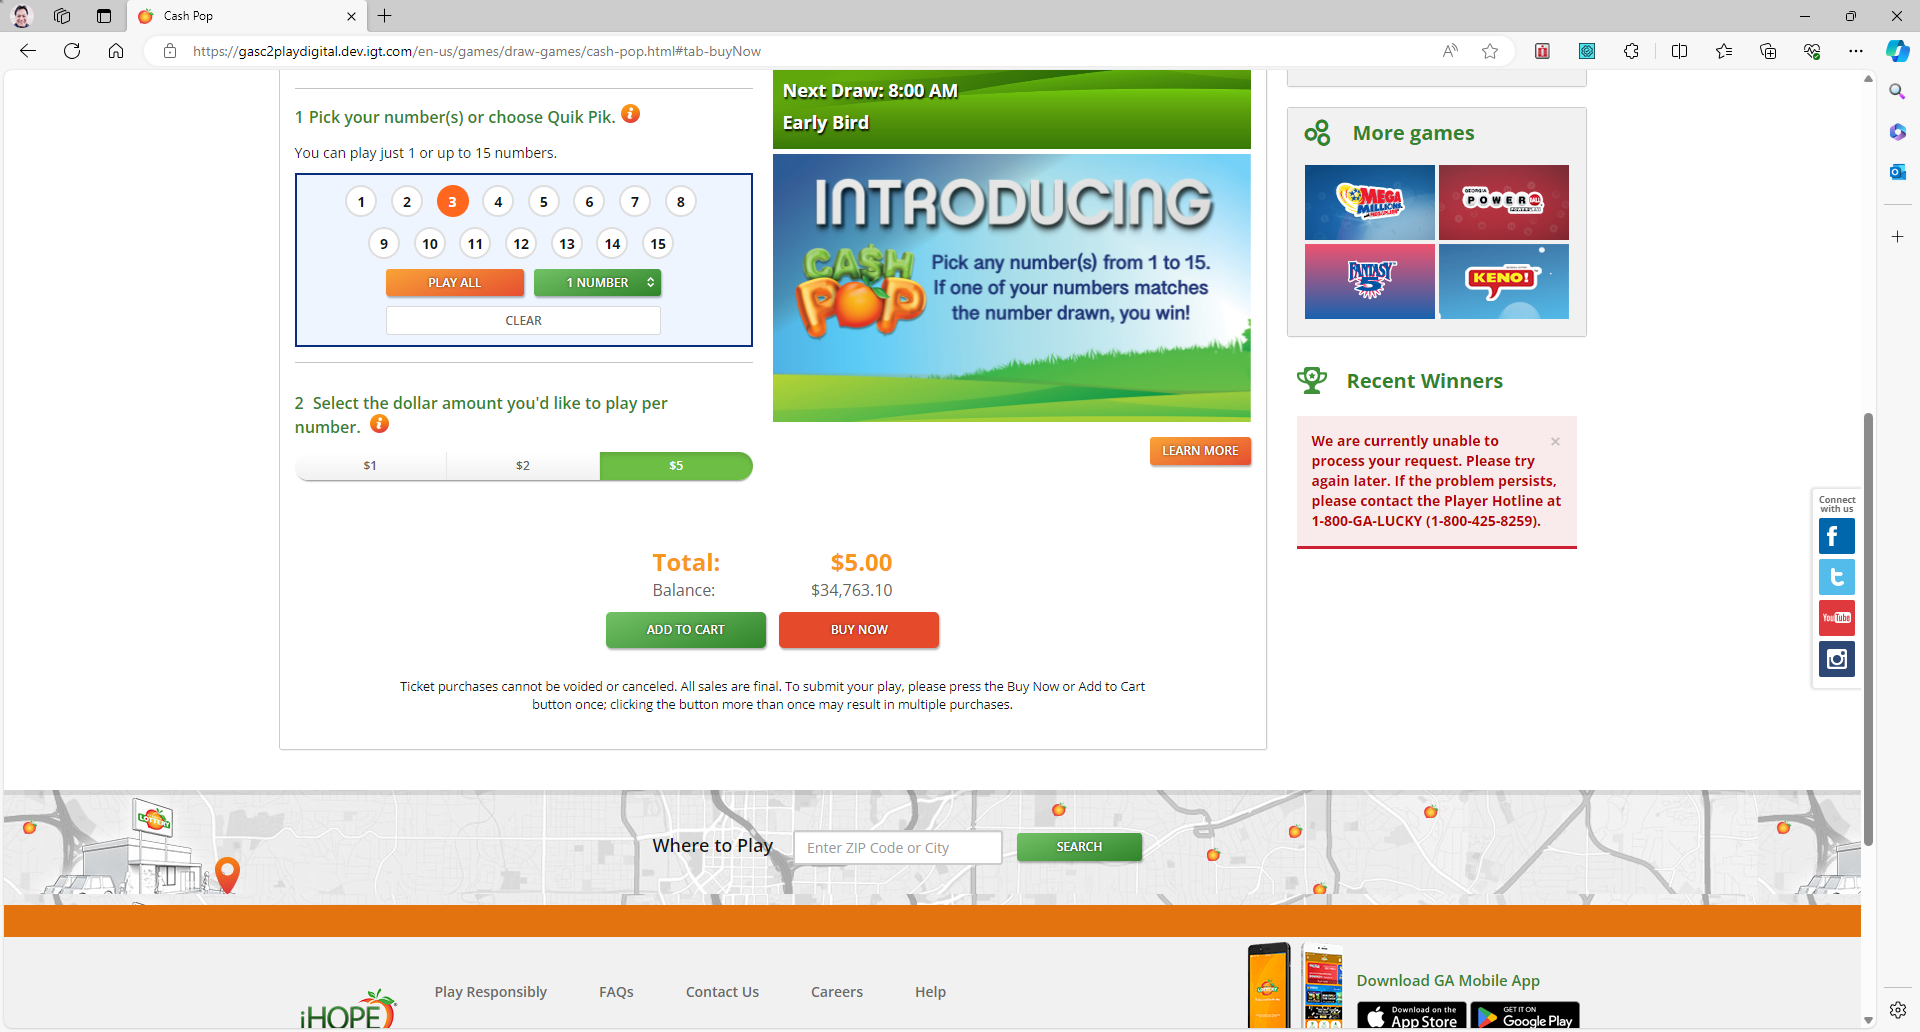 Cash Pop
https://gasc2playdigital.dev.igt.com/en-us/games/draw-games/cash-pop.html#tab-buyNow
1 Pick your number(s) or choose Quik Pik.
You can play just 1 or up to 15 numbers.
1 2 3 4 5 6 7 8
9 10 11 12 13 14 15
PLAY ALL 1 NUMBER
CLEAR
2 Select the dollar amount you'd like to play per
number.
$1 $2 $5
Next Draw: 8:00 AM
Early Bird
INTRODUCING
CA$H
POP
Pick any number(s) from 1 to 15.
If one of your numbers matches
the number drawn, you win!
LEARN MORE
Total: $5.00
Balance: $34,763.10
ADD TO CART BUY NOW
Ticket purchases cannot be voided or canceled. All sales are final. To submit your play, please press the Buy Now or Add to Cart
button once; clicking the button more than once may result in multiple purchases.
More games
MEGA
MILLIONS
GEORGIA
POWERBALL
FANTASY
5
KENO!
Recent Winners
We are currently unable to
process your request. Please try
again later. If the problem persists,
please contact the Player Hotline at
1-800-GA-LUCKY (1-800-425-8259).
Connect
with us
YouTube
LOTTERY
Where to Play Enter ZIP Code or City SEARCH
iHOPE
Play Responsibly FAQs Contact Us Careers Help
Download GA Mobile App
Download on the
App Store
GET IT ON
Google Play